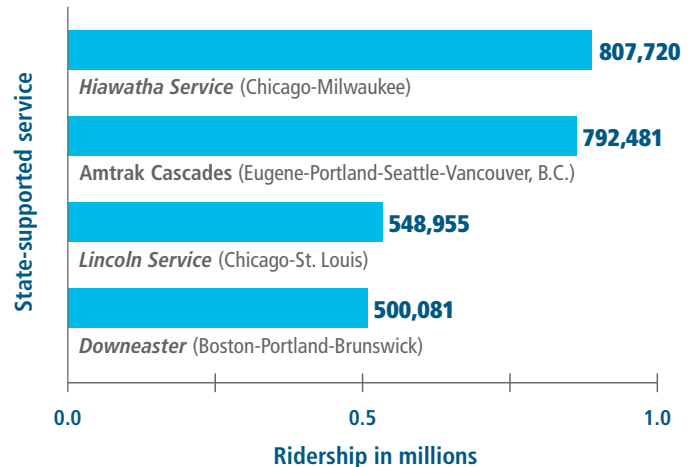 State-supported service
807,720
Hiawatha Service (Chicago-Milwaukee)
792,481
Amtrak Cascades (Eugene-Portland-Seattle-Vancouver, B.C.)
548,955
Lincoln Service (Chicago-St. Louis)
500,081
Downeaster (Boston-Portland-Brunswick)
0.0 0.5 1.0
Ridership in millions